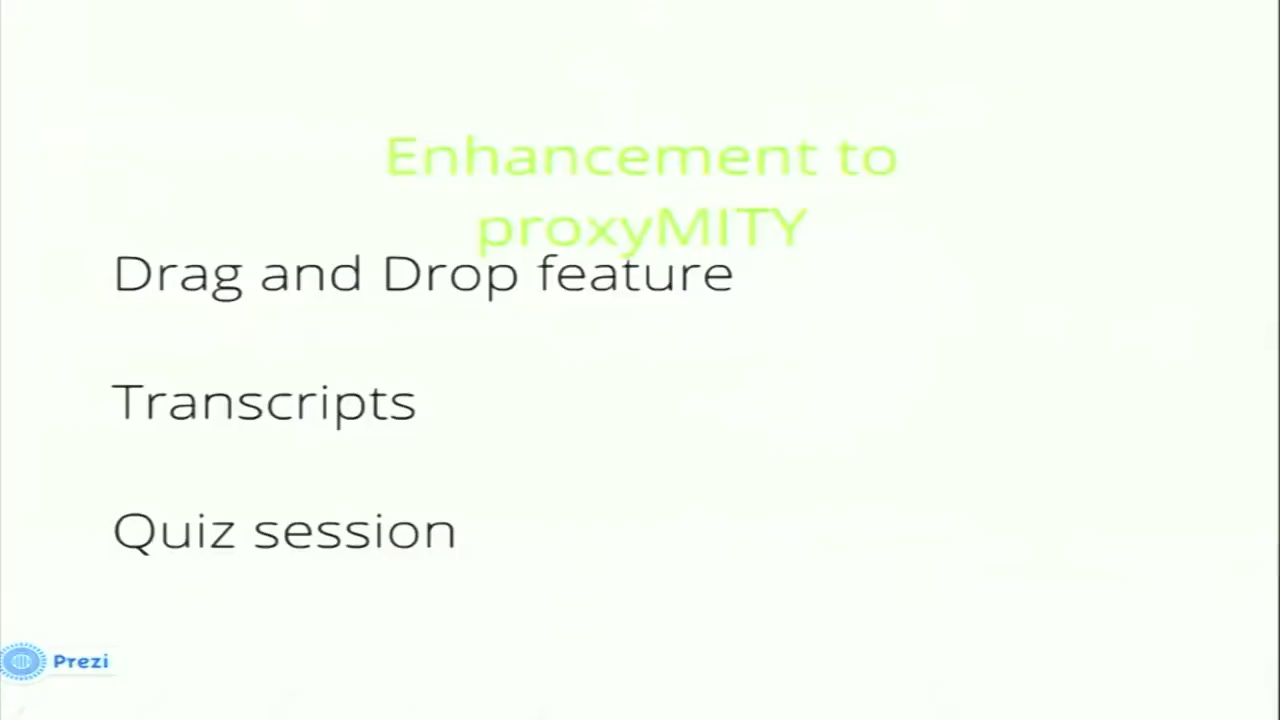 Enhancement to
proxyMITY
Drag and Drop feature
Transcripts
Quiz session
Prezi